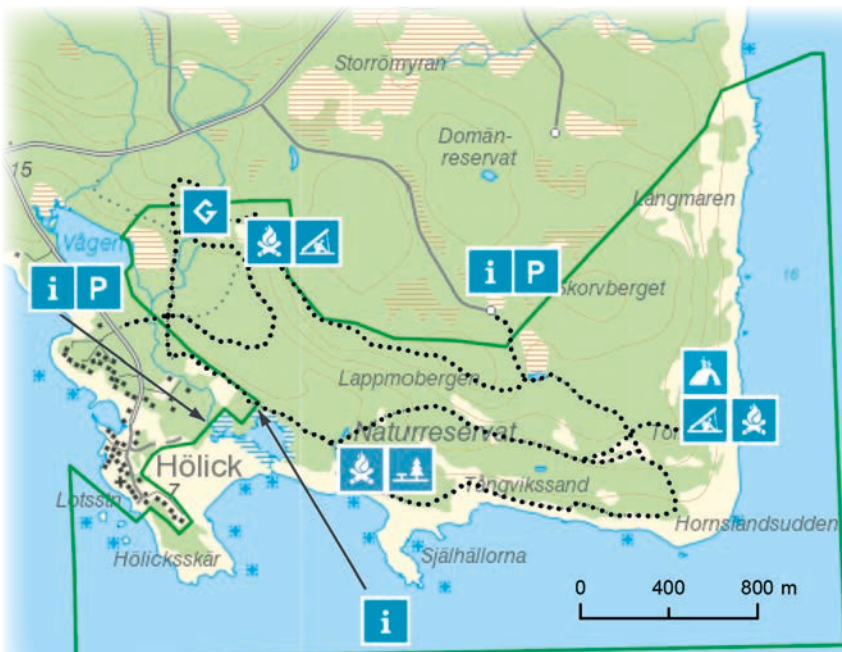 Storrömyran
Domän-
reservat
Långmaren
15
G
Vågen
16
i P
i P
Skorvberget
Lappmobergen
Naturreservat
Hölick
7
Tångvikssand
Hornslandsudden
Hölicksskär
Själhällorna
i
0 400 800 m